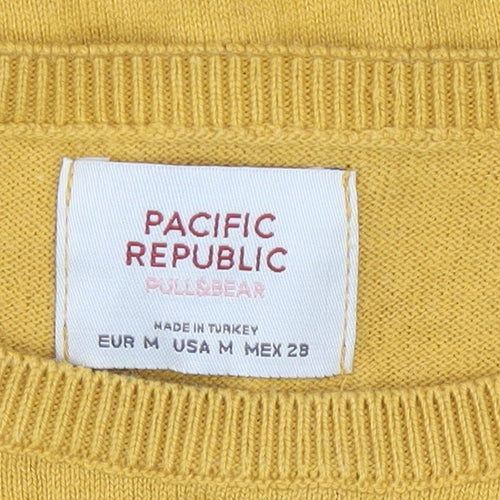 PACIFIC
REPUBLIC
PULL&BEAR
MADE IN TURKEY
EUR M USA M MEX 28